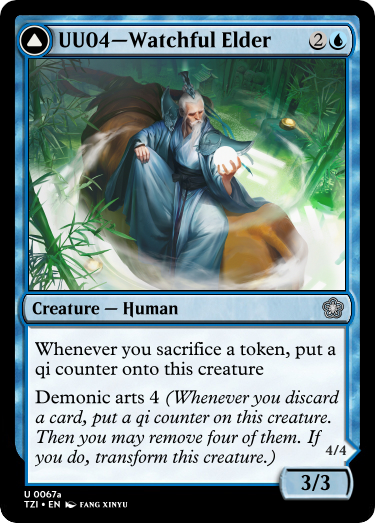 UU04—Watchful Elder 2
Creature — Human
Whenever you sacrifice a token, put a
qi counter onto this creature
Demonic arts 4 (Whenever you discard
a card, put a qi counter on this creature.
Then you may remove four of them. If
you do, transform this creature.)
4/4
3/3
U 0067a
TZI • EN FANG XINYU